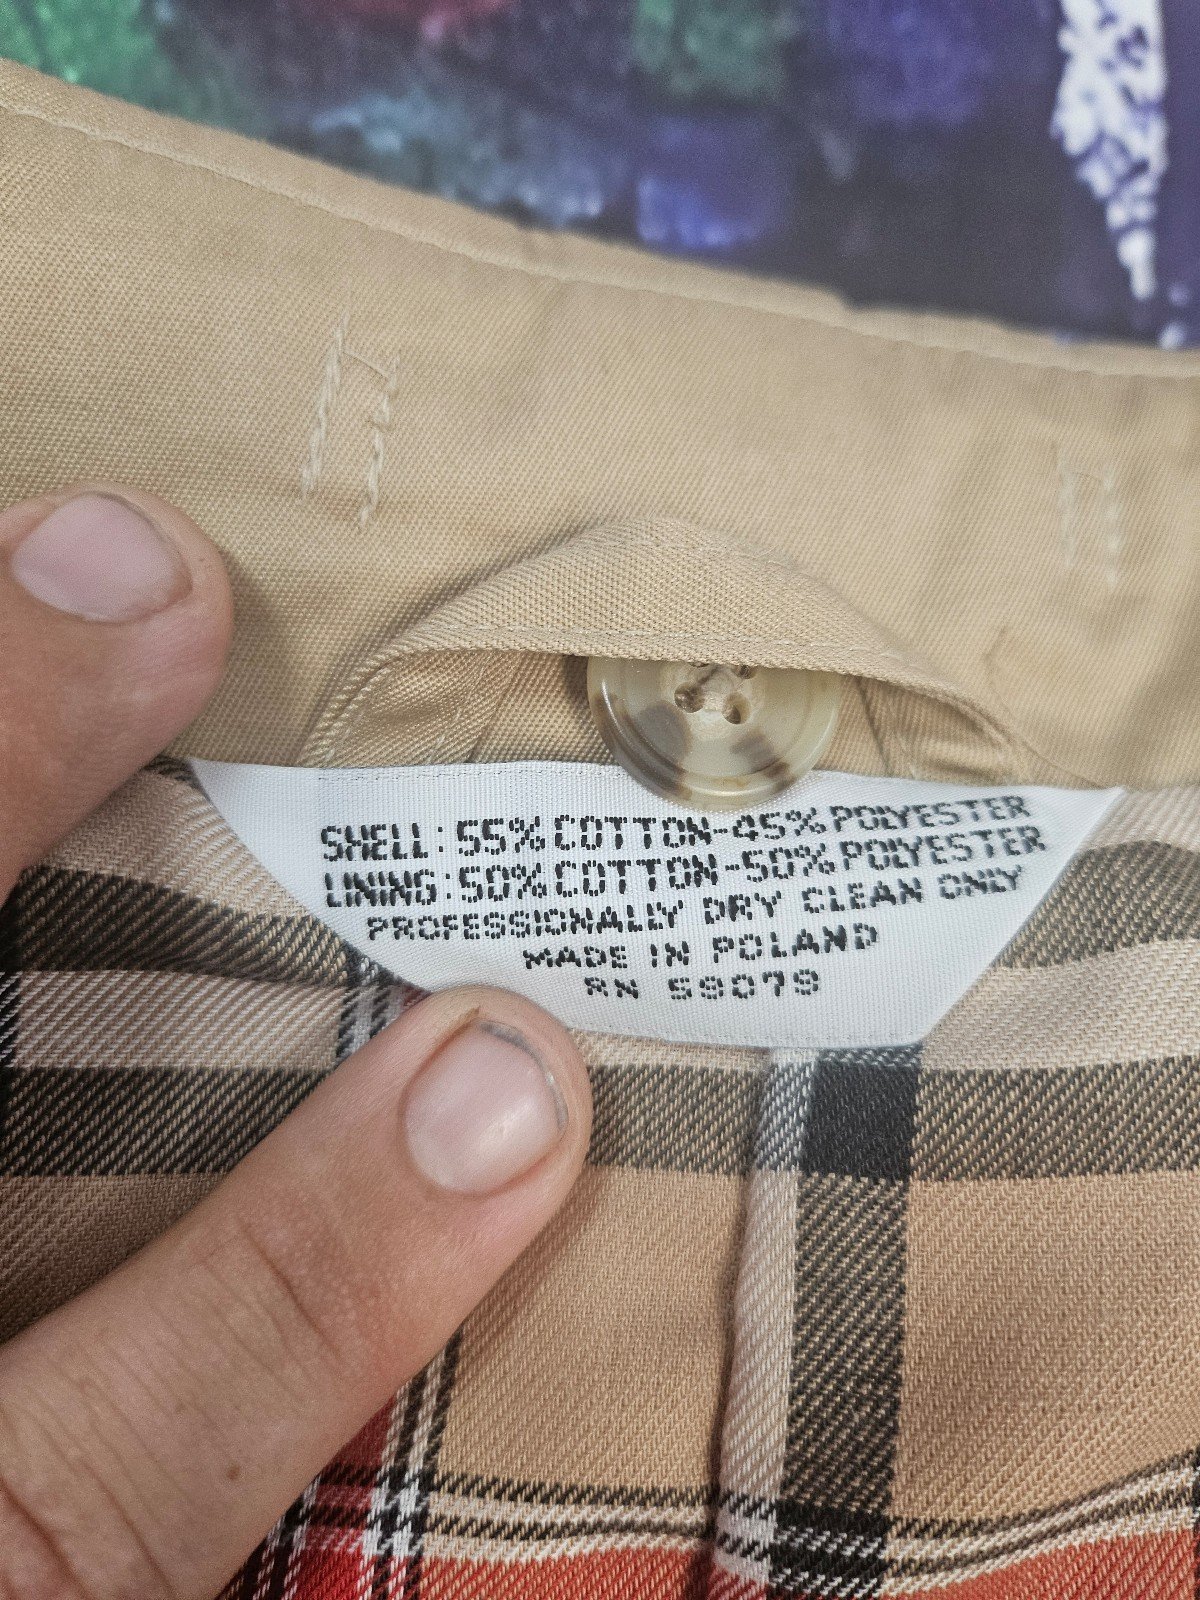 SHELL: 55% COTTON-45% POLYESTER
LINING: 50% COTTON-50% POLYESTER
PROFESSIONALLY DRY CLEAN ONLY
MADE IN POLAND
RN 59079